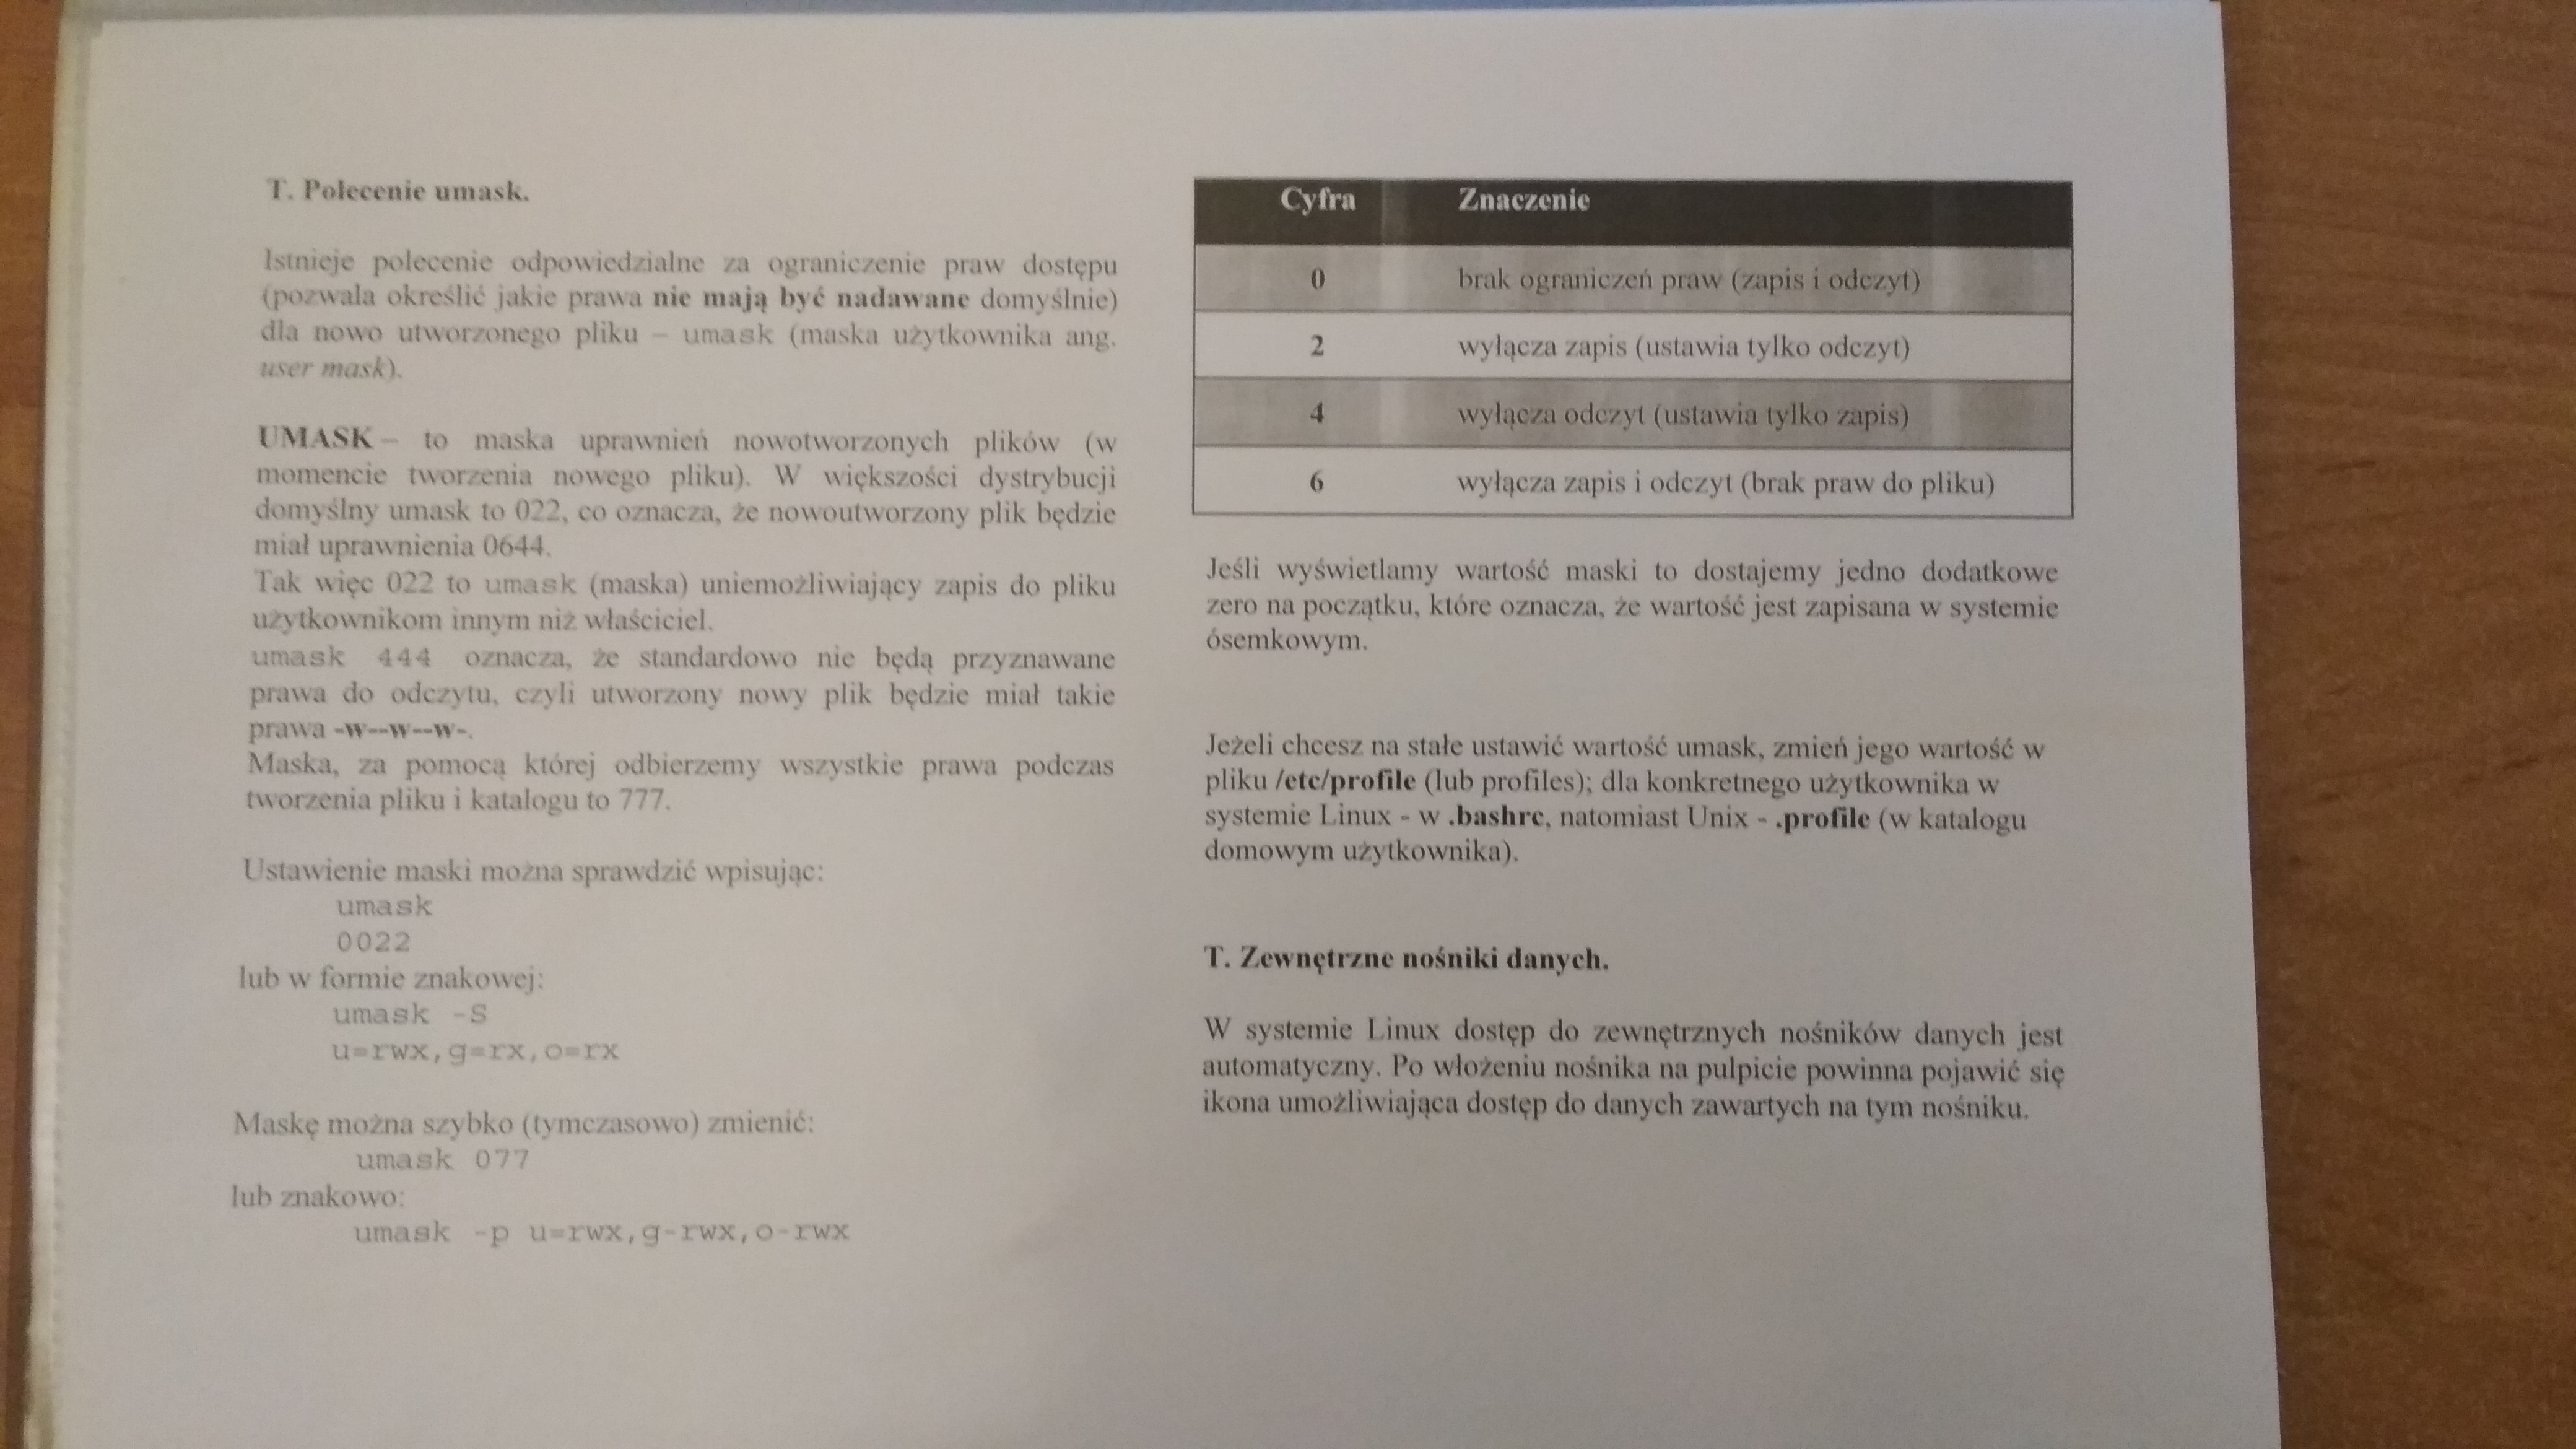 T. Polecenie umask.
Istnieje polecenie odpowiedzialne za ograniczenie praw dostępu
(pozwala określić jakie prawa nie mają być nadawane domyślnie)
dla nowo utworzonego pliku – umask (maska użytkownika ang.
user mask).
UMASK – to maska uprawnień nowotworzonych plików (w
momencie tworzenia nowego pliku). W większości dystrybucji
domyślny umask to 022, co oznacza, że nowoutworzony plik będzie
miał uprawnienia 0644.
Tak więc 022 to umask (maska) uniemożliwiający zapis do pliku
użytkownikom innym niż właściciel.
umask 444 oznacza, że standardowo nie będą przyznawane
prawa do odczytu, czyli utworzony nowy plik będzie miał takie
prawa -w--w--w-.
Maska, za pomocą której odbierzemy wszystkie prawa podczas
tworzenia pliku i katalogu to 777.
Ustawienie maski można sprawdzić wpisując:
umask
0022
lub w formie znakowej:
umask -S
u=rwx,g=rx,o=rx
Maskę można szybko (tymczasowo) zmienić:
umask 077
lub znakowo:
umask -p u=rwx,g-rwx,o-rwx
Cyfra Znaczenie
0 brak ograniczeń praw (zapis i odczyt)
2 wyłącza zapis (ustawia tylko odczyt)
4 wyłącza odczyt (ustawia tylko zapis)
6 wyłącza zapis i odczyt (brak praw do pliku)
Jeśli wyświetlamy wartość maski to dostajemy jedno dodatkowe
zero na początku, które oznacza, że wartość jest zapisana w systemie
ósemkowym.
Jeżeli chcesz na stałe ustawić wartość umask, zmień jego wartość w
pliku /etc/profile (lub profiles); dla konkretnego użytkownika w
systemie Linux - w .bashrc, natomiast Unix - .profile (w katalogu
domowym użytkownika).
T. Zewnętrzne nośniki danych.
W systemie Linux dostęp do zewnętrznych nośników danych jest
automatyczny. Po włożeniu nośnika na pulpicie powinna pojawić się
ikona umożliwiająca dostęp do danych zawartych na tym nośniku.